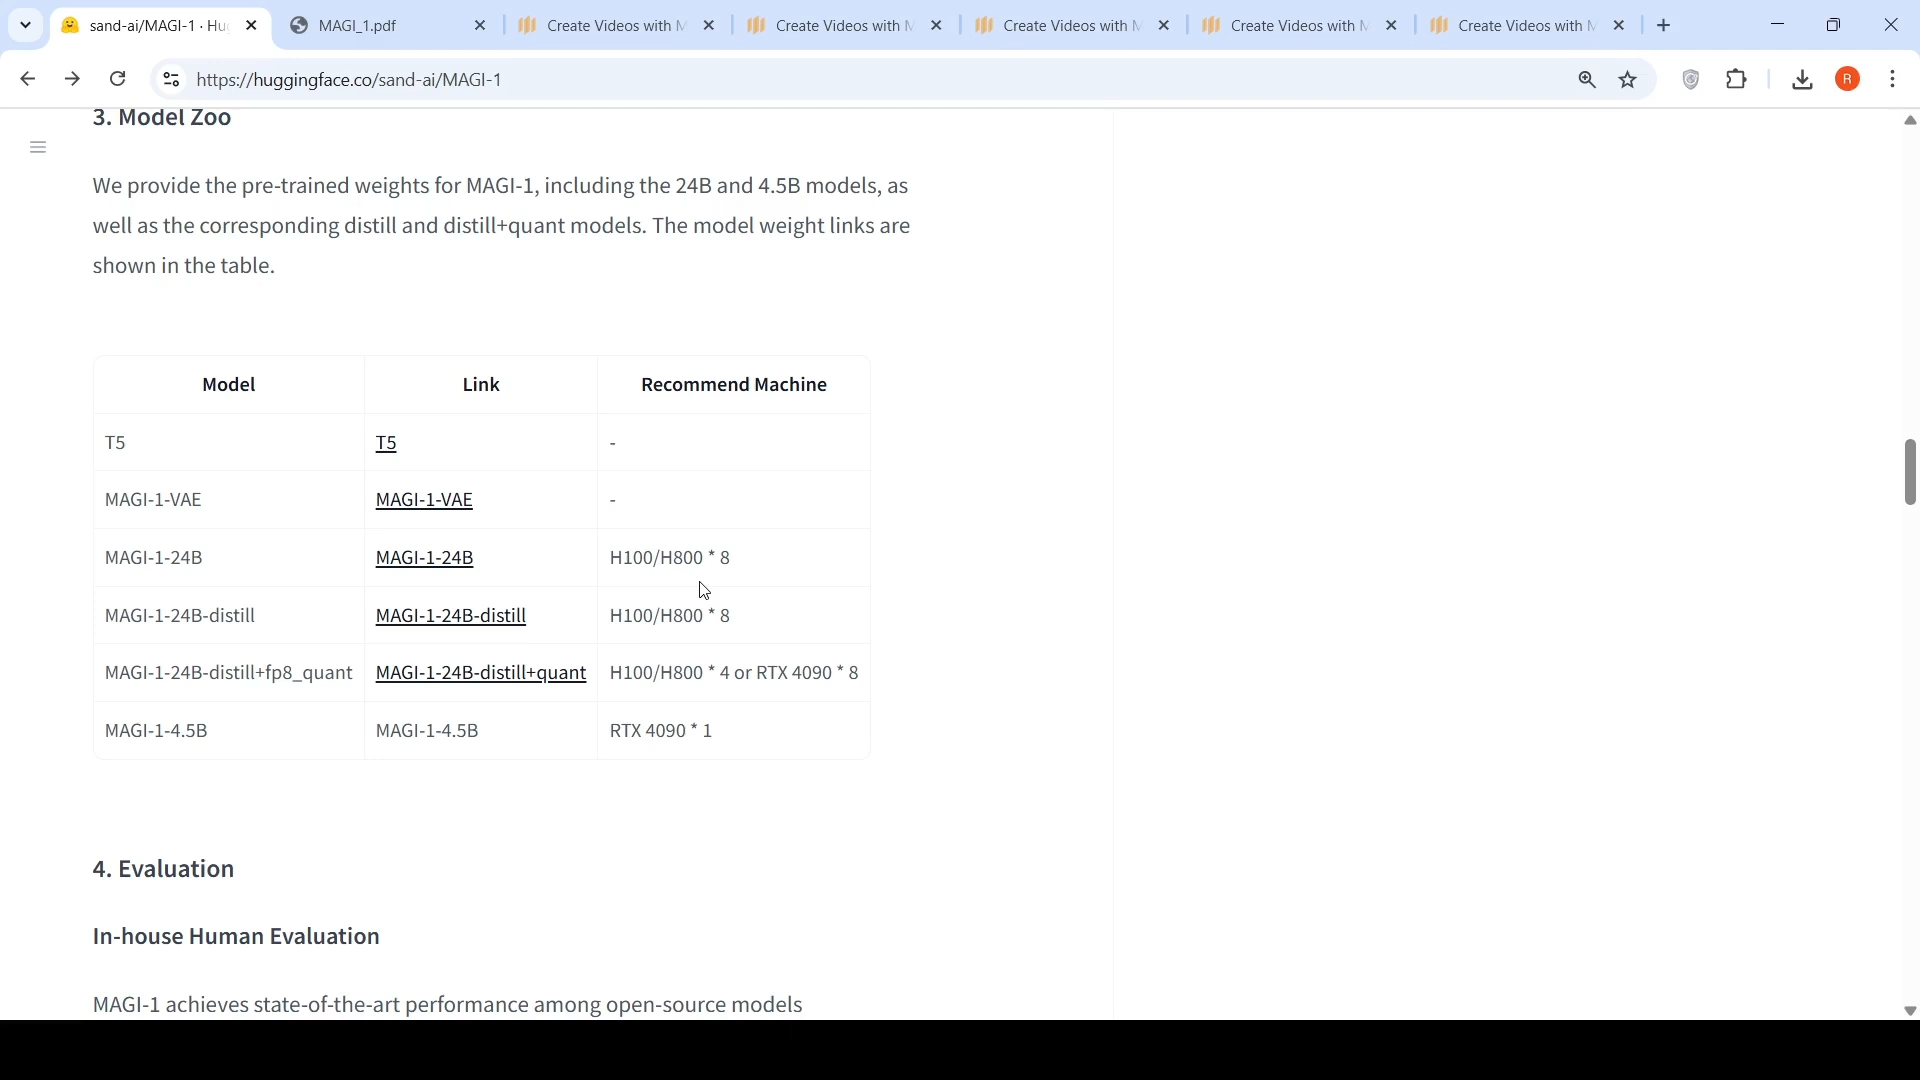 sand-ai/MAGI-1 · Hu
MAGI_1.pdf
Create Videos with M
Create Videos with M
Create Videos with M
Create Videos with M
Create Videos with M
https://huggingface.co/sand-ai/MAGI-1
R
3. Model Zoo
We provide the pre-trained weights for MAGI-1, including the 24B and 4.5B models, as
well as the corresponding distill and distill+quant models. The model weight links are
shown in the table.
Model Link Recommend Machine
T5 T5 -
MAGI-1-VAE MAGI-1-VAE -
MAGI-1-24B MAGI-1-24B H100/H800 * 8
MAGI-1-24B-distill MAGI-1-24B-distill H100/H800 * 8
MAGI-1-24B-distill+fp8_quant MAGI-1-24B-distill+quant H100/H800 * 4 or RTX 4090 * 8
MAGI-1-4.5B MAGI-1-4.5B RTX 4090 * 1
4. Evaluation
In-house Human Evaluation
MAGI-1 achieves state-of-the-art performance among open-source models